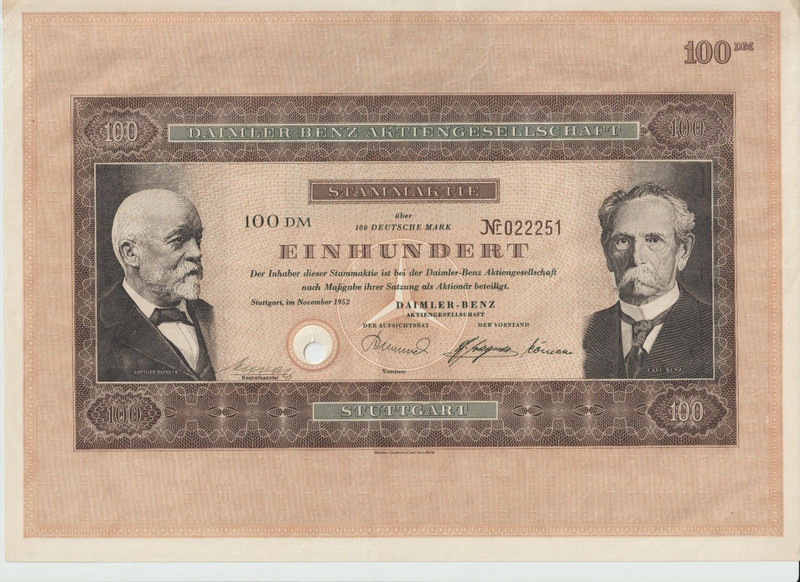 100 DM
100 DAIMLER-BENZ AKTIENGESELLSCHAFT 100
STAMMAKTIE
über
100 DM 100 DEUTSCHE MARK № 022251
EINHUNDERT
Der Inhaber dieser Stammaktie ist bei der Daimler-Benz Aktiengesellschaft
nach Maßgabe ihrer Satzung als Aktionär beteiligt.
Stuttgart, im November 1952 DAIMLER-BENZ
AKTIENGESELLSCHAFT
DER AUFSICHTSRAT DER VORSTAND
GOTTLIEB DAIMLER CARL BENZ
Vorsitzer
Kontrollbeamter
100 STUTTGART 100